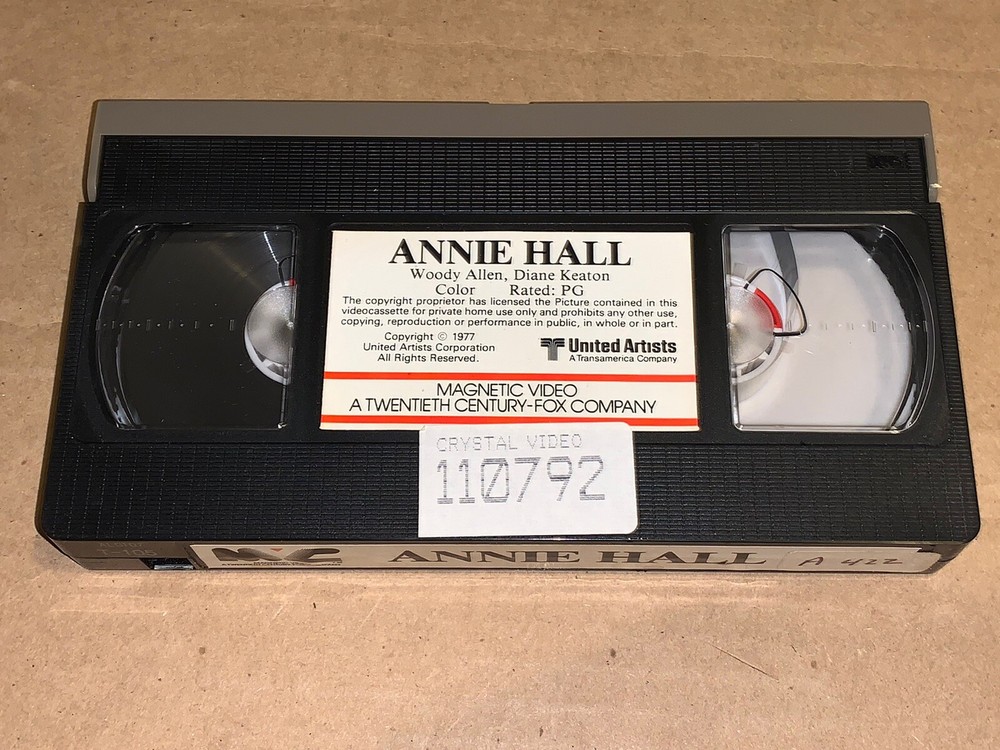 ANNIE HALL
Woody Allen, Diane Keaton
Color Rated: PG
The copyright proprietor has licensed the Picture contained in this
videocassette for private home use only and prohibits any other use,
copying, reproduction or performance in public, in whole or in part.
Copyright © 1977
United Artists Corporation
All Rights Reserved.
United Artists
A Transamerica Company
MAGNETIC VIDEO
A TWENTIETH CENTURY-FOX COMPANY
CRYSTAL VIDEO
110792
T-105
MVC
ANNIE HALL
A 422